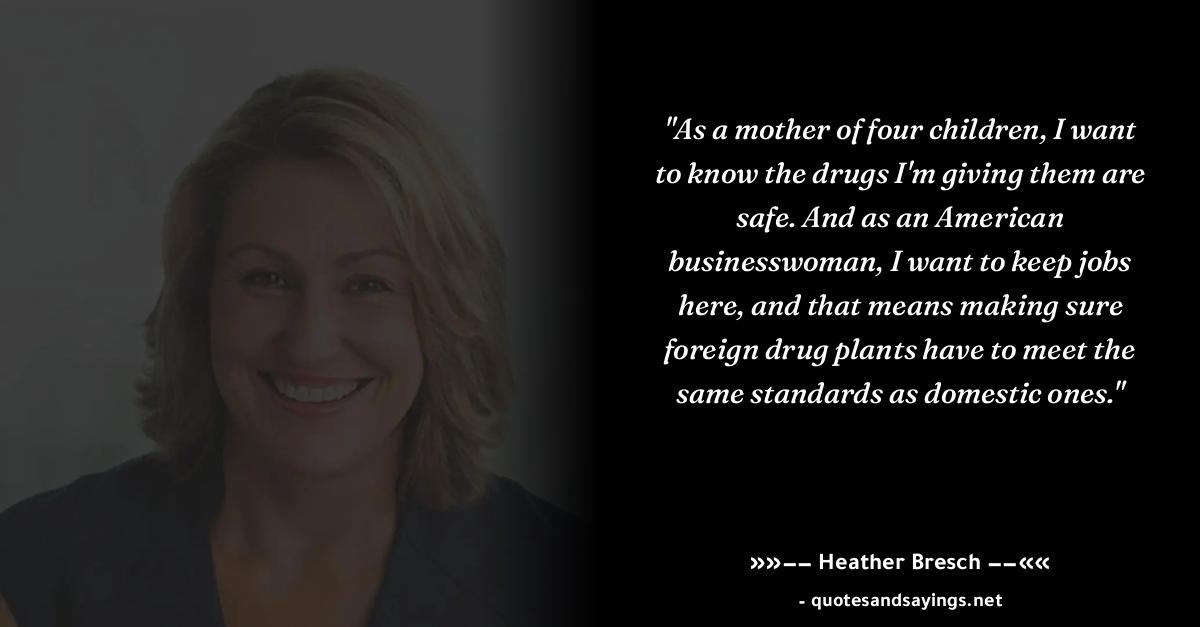 "As a mother of four children, I want
to know the drugs I'm giving them are
safe. And as an American
businesswoman, I want to keep jobs
here, and that means making sure
foreign drug plants have to meet the
same standards as domestic ones."
»»−− Heather Bresch −−««
- quotesandsayings.net